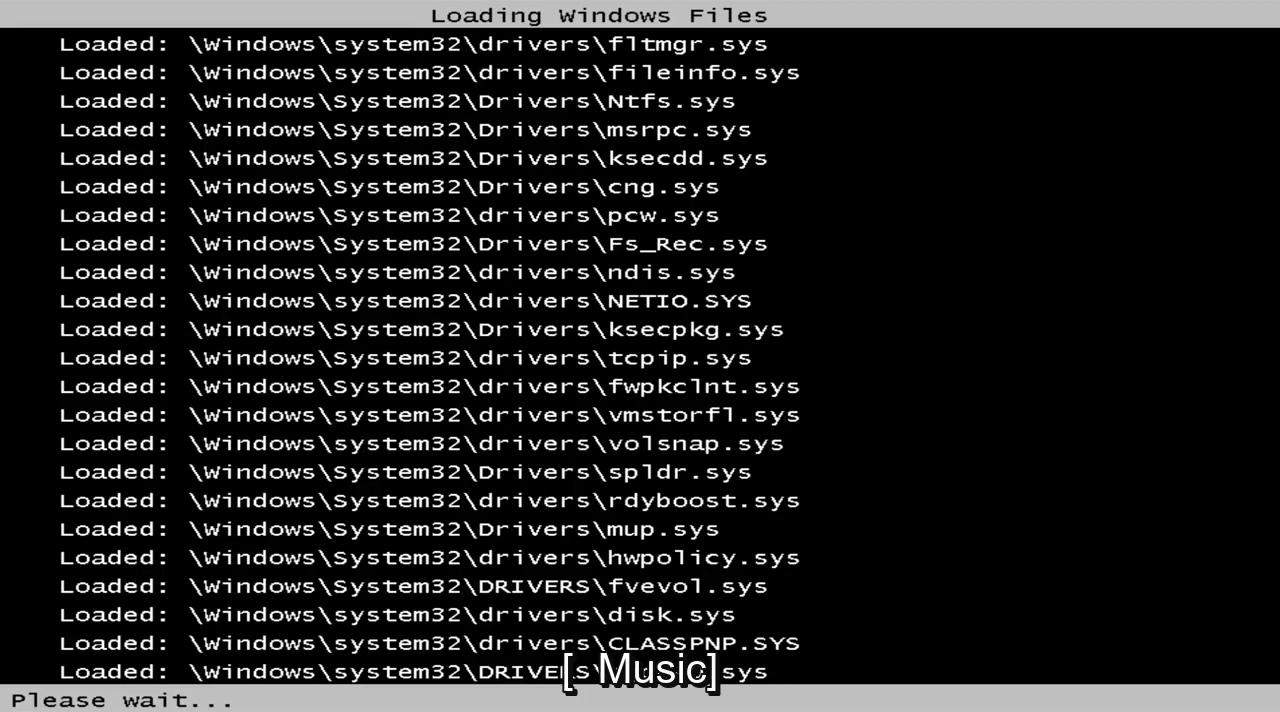 Loading Windows Files
Loaded: \Windows\system32\drivers\fltmgr.sys
Loaded: \Windows\system32\drivers\fileinfo.sys
Loaded: \Windows\System32\Drivers\Ntfs.sys
Loaded: \Windows\System32\Drivers\msrpc.sys
Loaded: \Windows\System32\Drivers\ksecdd.sys
Loaded: \Windows\System32\Drivers\cng.sys
Loaded: \Windows\System32\drivers\pcw.sys
Loaded: \Windows\System32\Drivers\Fs_Rec.sys
Loaded: \Windows\system32\drivers\ndis.sys
Loaded: \Windows\system32\drivers\NETIO.SYS
Loaded: \Windows\System32\Drivers\ksecpkg.sys
Loaded: \Windows\System32\drivers\tcpip.sys
Loaded: \Windows\System32\drivers\fwpkclnt.sys
Loaded: \Windows\system32\drivers\vmstorfl.sys
Loaded: \Windows\system32\drivers\volsnap.sys
Loaded: \Windows\System32\Drivers\spldr.sys
Loaded: \Windows\System32\drivers\rdyboost.sys
Loaded: \Windows\System32\Drivers\mup.sys
Loaded: \Windows\System32\drivers\hwpolicy.sys
Loaded: \Windows\System32\DRIVERS\fvevol.sys
Loaded: \Windows\system32\drivers\disk.sys
Loaded: \Windows\system32\drivers\CLASSPNP.SYS
Loaded: \Windows\system32\DRIVERS\ sys
[ Music]
Please wait...